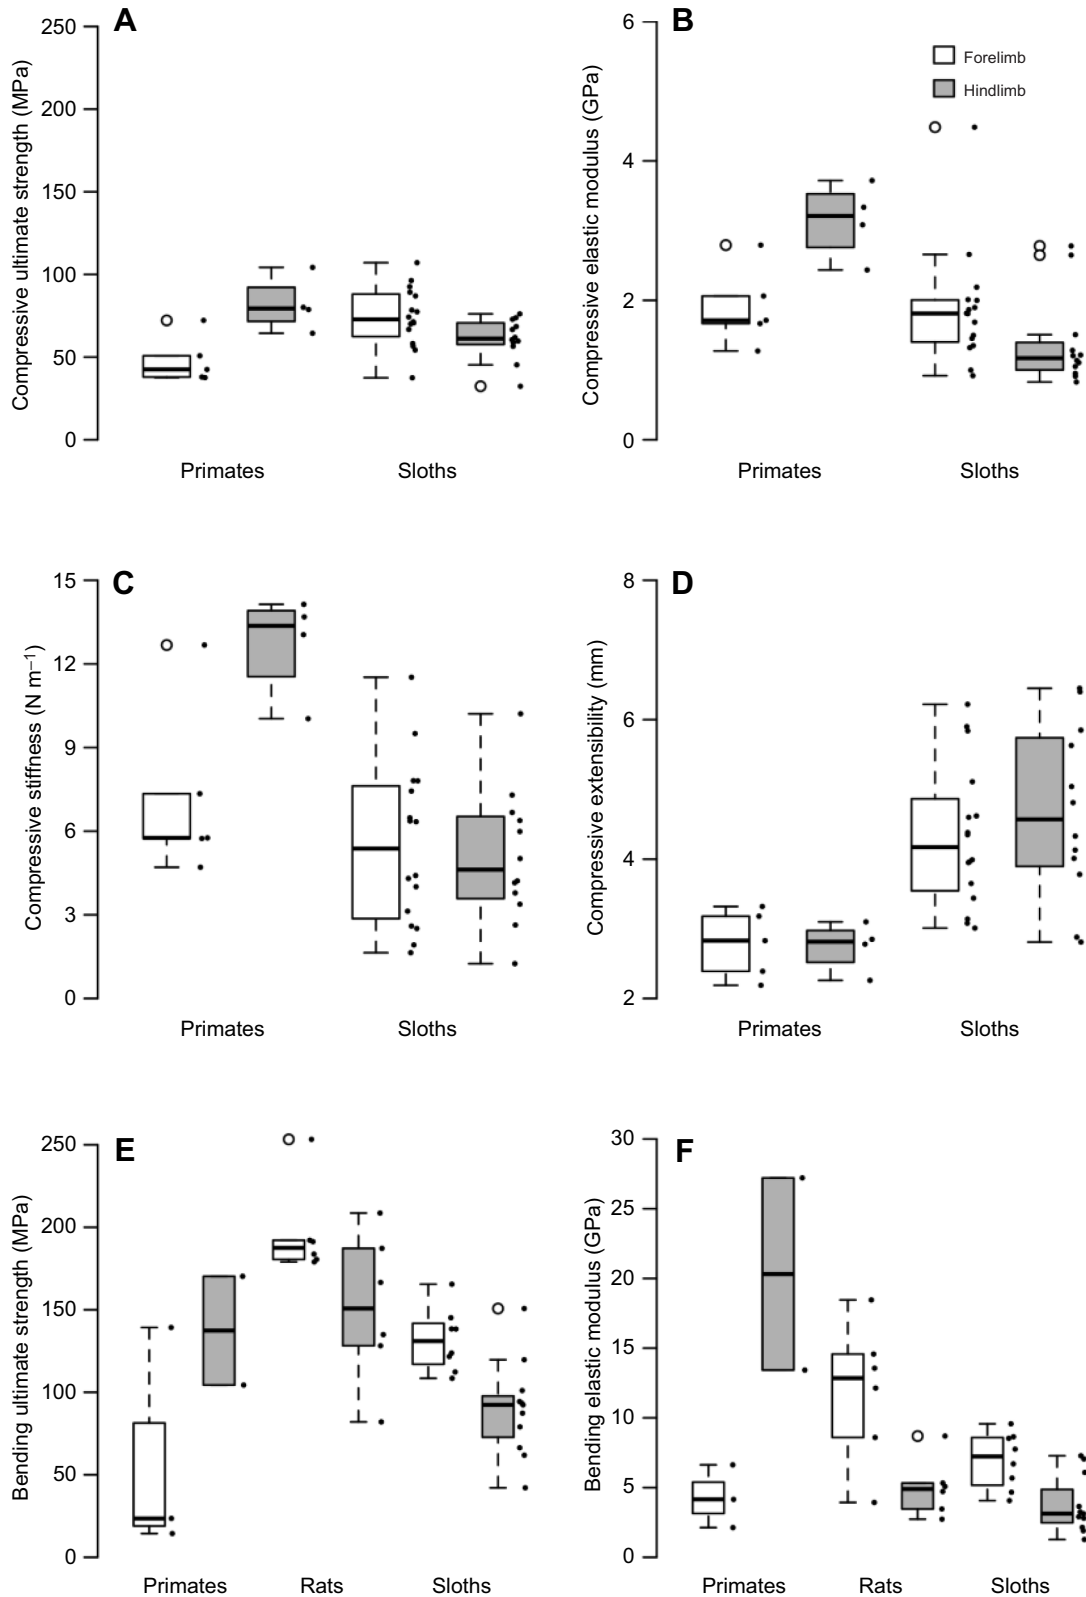 A
Compressive ultimate strength (MPa)
250
200
150
100
50
0
Primates
Sloths
B
Compressive elastic modulus (GPa)
6
4
2
0
Forelimb
Hindlimb
Primates
Sloths
C
Compressive stiffness (N m−1)
15
12
9
6
3
0
Primates
Sloths
D
Compressive extensibility (mm)
8
6
4
2
Primates
Sloths
E
Bending ultimate strength (MPa)
250
200
150
100
50
0
Primates
Rats
Sloths
F
Bending elastic modulus (GPa)
30
25
20
15
10
5
0
Primates
Rats
Sloths